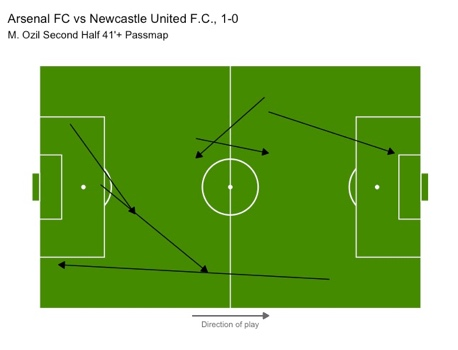 Arsenal FC vs Newcastle United F.C., 1-0
M. Ozil Second Half 41'+ Passmap
Direction of play